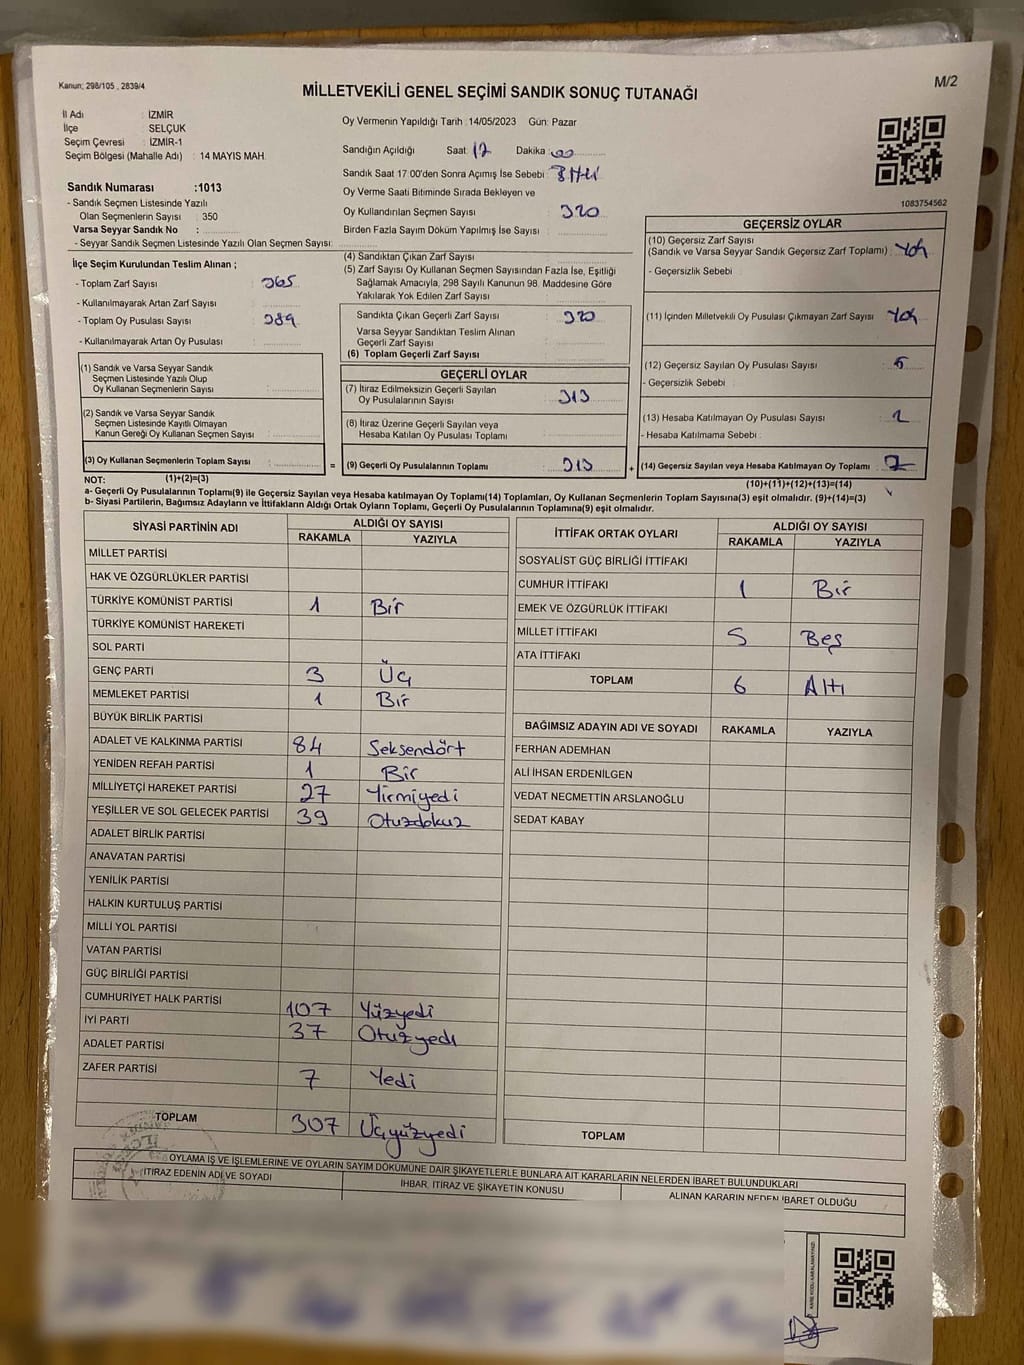 Kanun; 298/105 , 2839/4
MİLLETVEKİLİ GENEL SEÇİMİ SANDIK SONUÇ TUTANAĞI
M/2
İl Adı : İZMİR
İlçe : SELÇUK
Seçim Çevresi : İZMİR-1
Seçim Bölgesi (Mahalle Adı) : 14 MAYIS MAH.
Sandık Numarası :1013
- Sandık Seçmen Listesinde Yazılı
Olan Seçmenlerin Sayısı : 350
Varsa Seyyar Sandık No :
- Seyyar Sandık Seçmen Listesinde Yazılı Olan Seçmen Sayısı:
Oy Vermenin Yapıldığı Tarih :14/05/2023 Gün: Pazar
Sandığın Açıldığı Saat: 17 Dakika: 00
Sandık Saat 17:00'den Sonra Açımış İse Sebebi :
Oy Verme Saati Bitiminde Sırada Bekleyen ve
Oy Kullandırılan Seçmen Sayısı : 320
Birden Fazla Sayım Döküm Yapılmış İse Sayısı :
1083754562
İlçe Seçim Kurulundan Teslim Alınan ;
- Toplam Zarf Sayısı : 365
- Kullanılmayarak Artan Zarf Sayısı :
- Toplam Oy Pusulası Sayısı : 389
- Kullanılmayarak Artan Oy Pusulası :
(4) Sandıktan Çıkan Zarf Sayısı :
(5) Zarf Sayısı Oy Kullanan Seçmen Sayısından Fazla İse, Eşitliği
Sağlamak Amacıyla, 298 Sayılı Kanunun 98. Maddesine Göre
Yakılarak Yok Edilen Zarf Sayısı :
Sandıkta Çıkan Geçerli Zarf Sayısı : 320
Varsa Seyyar Sandıktan Teslim Alınan
Geçerli Zarf Sayısı :
(6) Toplam Geçerli Zarf Sayısı :
GEÇERSİZ OYLAR
(10) Geçersiz Zarf Sayısı
(Sandık ve Varsa Seyyar Sandık Geçersiz Zarf Toplamı) : Yok
- Geçersizlik Sebebi :
(11) İçinden Milletvekili Oy Pusulası Çıkmayan Zarf Sayısı : Yok
(12) Geçersiz Sayılan Oy Pusulası Sayısı : 5
- Geçersizlik Sebebi :
(13) Hesaba Katılmayan Oy Pusulası Sayısı : 2
- Hesaba Katılmama Sebebi :
(14) Geçersiz Sayılan veya Hesaba Katılmayan Oy Toplamı : 7
(10)+(11)+(12)+(13)=(14)
(1) Sandık ve Varsa Seyyar Sandık
Seçmen Listesinde Yazılı Olup
Oy Kullanan Seçmenlerin Sayısı :
(2) Sandık ve Varsa Seyyar Sandık
Seçmen Listesinde Kayıtlı Olmayan
Kanun Gereği Oy Kullanan Seçmen Sayısı :
(3) Oy Kullanan Seçmenlerin Toplam Sayısı : =
(1)+(2)=(3)
GEÇERLİ OYLAR
(7) İtiraz Edilmeksizin Geçerli Sayılan
Oy Pusulalarının Sayısı : 313
(8) İtiraz Üzerine Geçerli Sayılan veya
Hesaba Katılan Oy Pusulası Toplamı :
(9) Geçerli Oy Pusulalarının Toplamı : 313 +
NOT:
a- Geçerli Oy Pusulalarının Toplamı(9) ile Geçersiz Sayılan veya Hesaba katılmayan Oy Toplamı(14) Toplamları, Oy Kullanan Seçmenlerin Toplam Sayısına(3) eşit olmalıdır. (9)+(14)=(3)
b- Siyasi Partilerin, Bağımsız Adayların ve İttifakların Aldığı Ortak Oyların Toplamı, Geçerli Oy Pusulalarının Toplamına(9) eşit olmalıdır.
SİYASİ PARTİNİN ADI ALDIĞI OY SAYISI
RAKAMLA YAZIYLA
MİLLET PARTİSİ
HAK VE ÖZGÜRLÜKLER PARTİSİ
TÜRKİYE KOMÜNİST PARTİSİ 1 Bir
TÜRKİYE KOMÜNİST HAREKETİ
SOL PARTİ
GENÇ PARTİ 3 Üç
MEMLEKET PARTİSİ 1 Bir
BÜYÜK BİRLİK PARTİSİ
ADALET VE KALKINMA PARTİSİ 84 Seksendört
YENİDEN REFAH PARTİSİ 1 Bir
MİLLİYETÇİ HAREKET PARTİSİ 27 Yirmiyedi
YEŞİLLER VE SOL GELECEK PARTİSİ 39 Otuzdokuz
ADALET BİRLİK PARTİSİ
ANAVATAN PARTİSİ
YENİLİK PARTİSİ
HALKIN KURTULUŞ PARTİSİ
MİLLİ YOL PARTİSİ
VATAN PARTİSİ
GÜÇ BİRLİĞİ PARTİSİ
CUMHURİYET HALK PARTİSİ 107 Yüzyedi
İYİ PARTİ 37 Otuzyedi
ADALET PARTİSİ
ZAFER PARTİSİ 7 Yedi
TOPLAM 307 Üçyüzyedi
İTTİFAK ORTAK OYLARI ALDIĞI OY SAYISI
RAKAMLA YAZIYLA
SOSYALİST GÜÇ BİRLİĞİ İTTİFAKI
CUMHUR İTTİFAKI 1 Bir
EMEK VE ÖZGÜRLÜK İTTİFAKI
MİLLET İTTİFAKI 5 Beş
ATA İTTİFAKI
TOPLAM 6 Altı
BAĞIMSIZ ADAYIN ADI VE SOYADI RAKAMLA YAZIYLA
FERHAN ADEMHAN
ALİ İHSAN ERDENİLGEN
VEDAT NECMETTİN ARSLANOĞLU
SEDAT KABAY
TOPLAM
OYLAMA İŞ VE İŞLEMLERİNE VE OYLARIN SAYIM DÖKÜMÜNE DAİR ŞİKAYETLERLE BUNLARA AİT KARARLARIN NELERDEN İBARET BULUNDUKLARI
İTİRAZ EDENİN ADI VE SOYADI İHBAR, İTİRAZ VE ŞİKAYETİN KONUSU ALINAN KARARIN NEDEN İBARET OLDUĞU